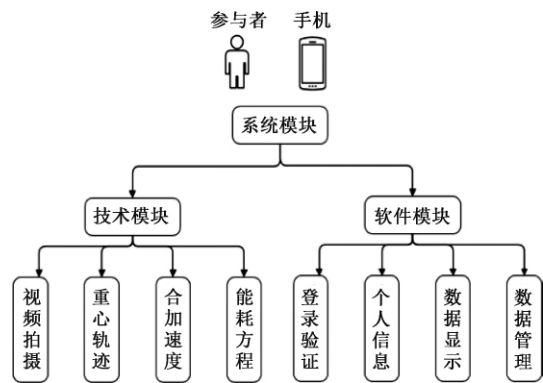 参与者 手机
系统模块
技术模块 软件模块
视频拍摄
重心轨迹
合加速度
能耗方程
登录验证
个人信息
数据显示
数据管理